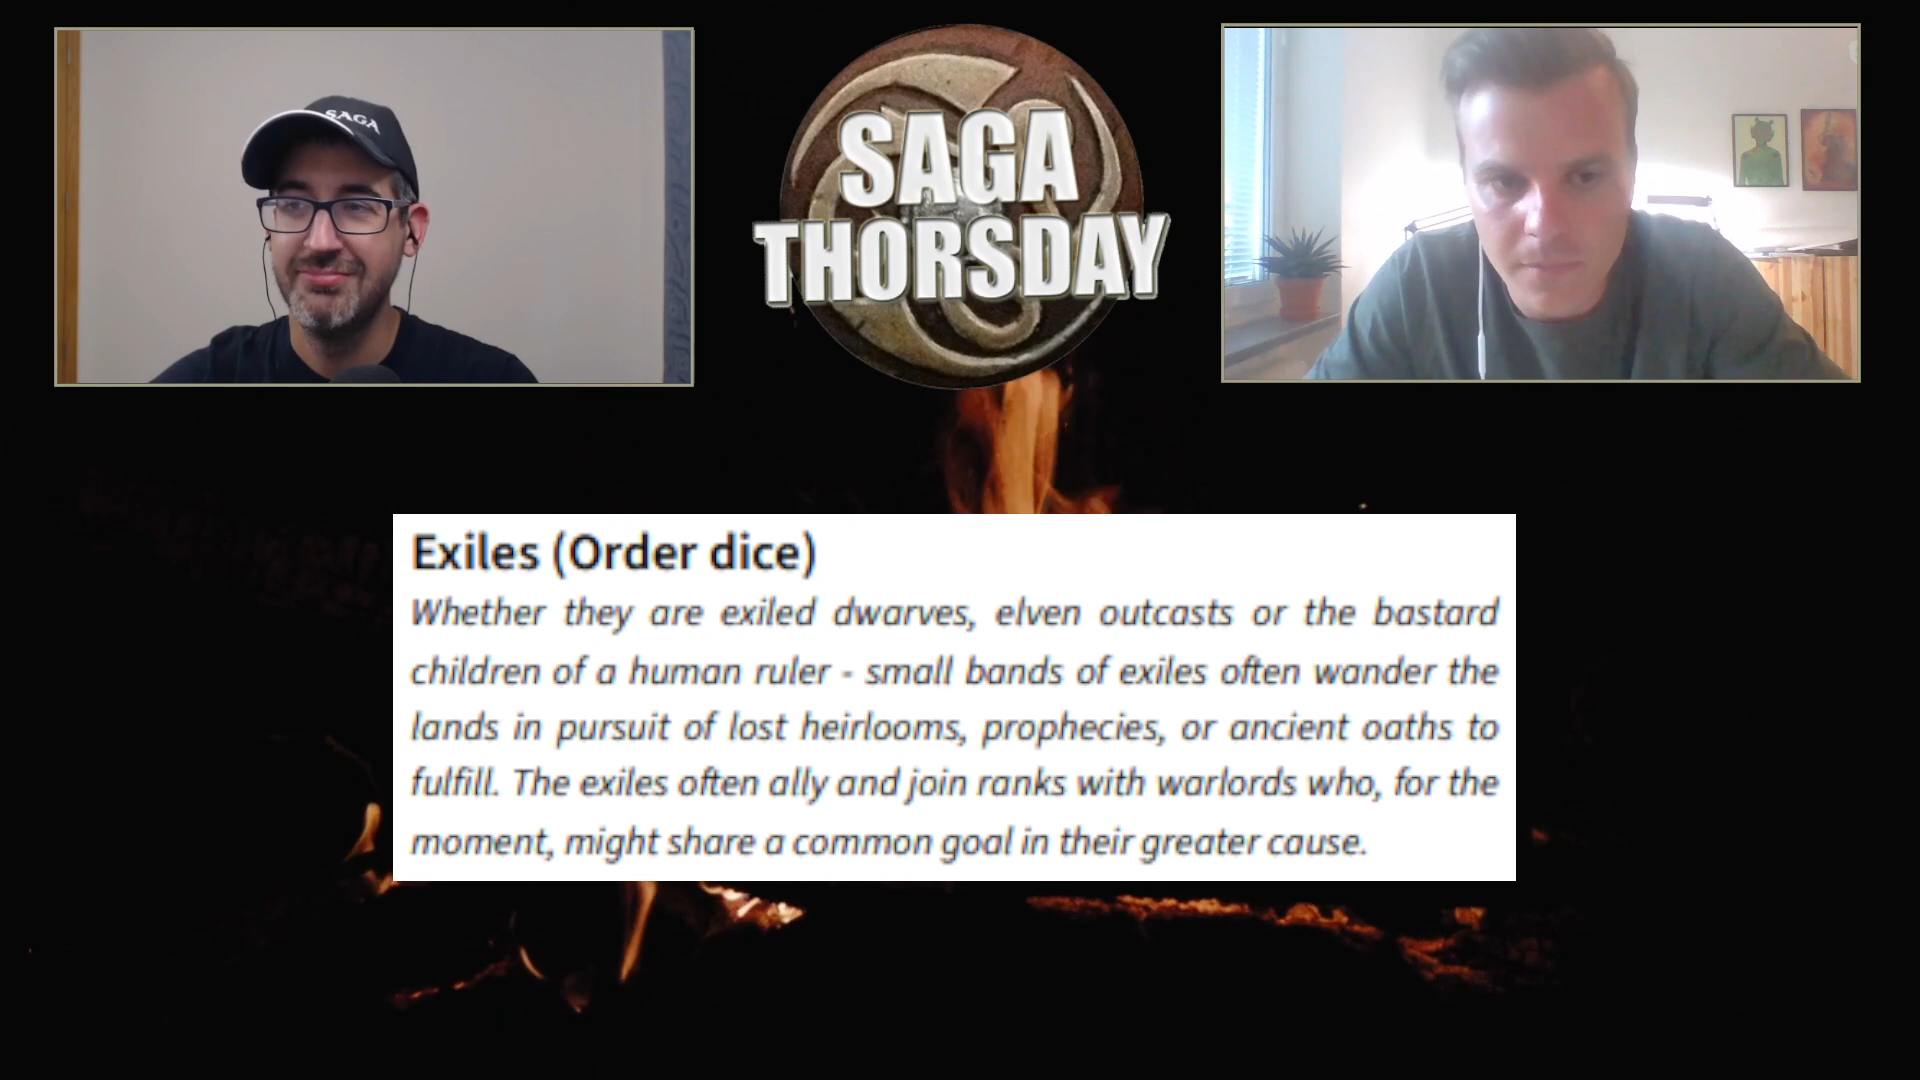 SAGA
SAGA
THORSDAY
Exiles (Order dice)
Whether they are exiled dwarves, elven outcasts or the bastard
children of a human ruler - small bands of exiles often wander the
lands in pursuit of lost heirlooms, prophecies, or ancient oaths to
fulfill. The exiles often ally and join ranks with warlords who, for the
moment, might share a common goal in their greater cause.